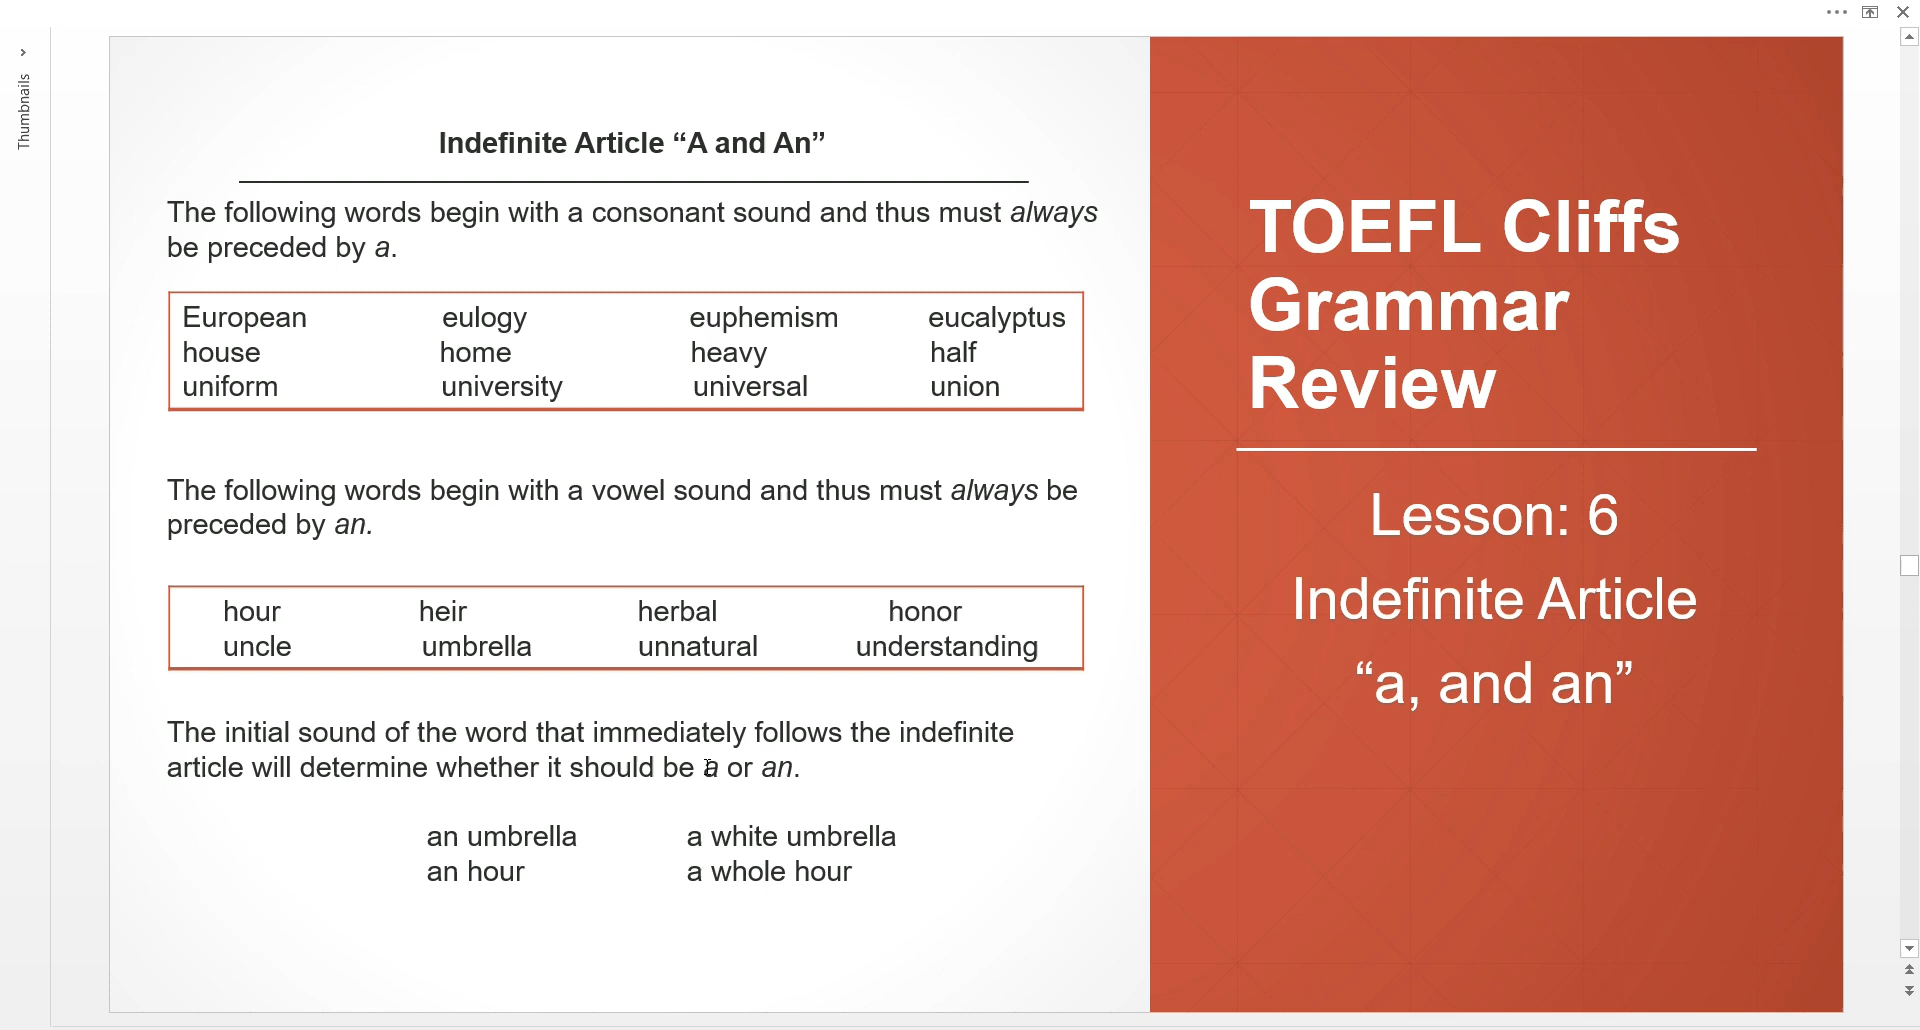 Thumbnails
Indefinite Article “A and An”
The following words begin with a consonant sound and thus must always
be preceded by a.
European eulogy euphemism eucalyptus
house home heavy half
uniform university universal union
The following words begin with a vowel sound and thus must always be
preceded by an.
hour heir herbal honor
uncle umbrella unnatural understanding
The initial sound of the word that immediately follows the indefinite
article will determine whether it should be a or an.
an umbrella a white umbrella
an hour a whole hour
TOEFL Cliffs
Grammar
Review
Lesson: 6
Indefinite Article
“a, and an”